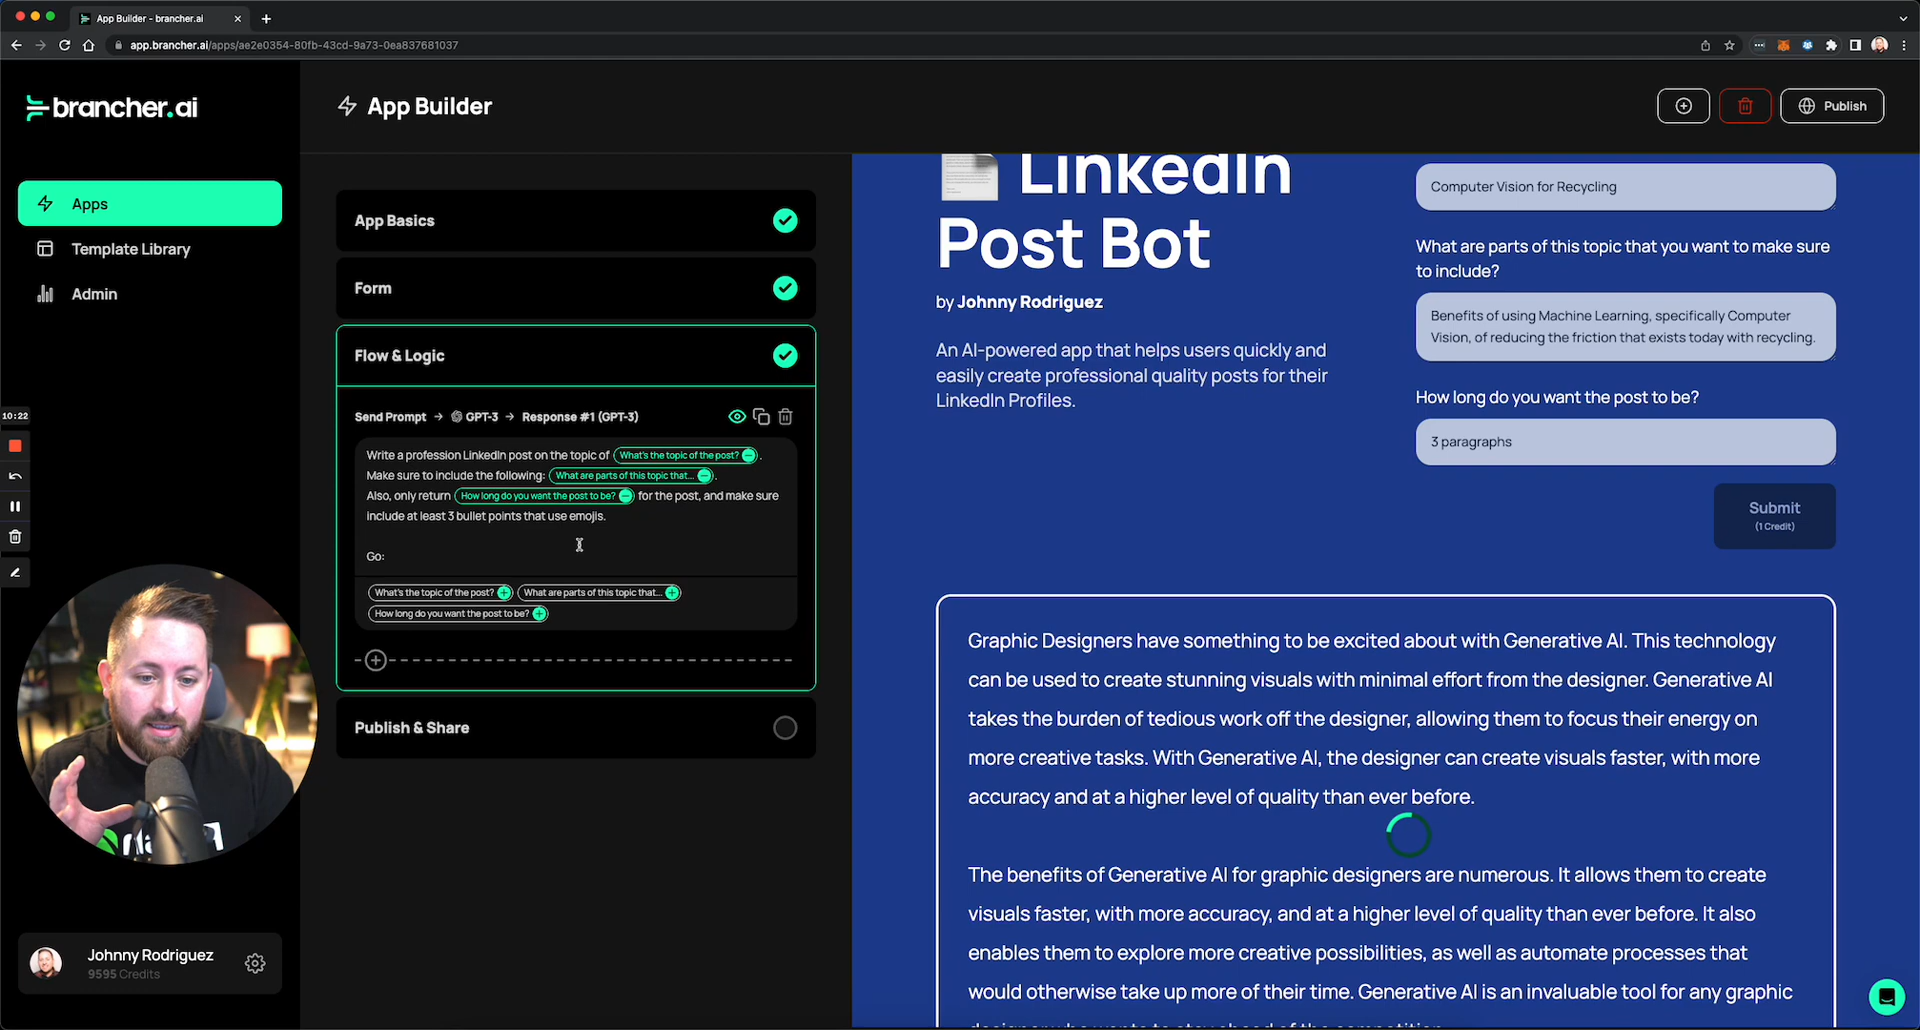 App Builder - brancher.ai
app.brancher.ai/apps/ae2e0354-80fb-43cd-9a73-0ea837681037
brancher.ai
App Builder
Publish
Apps
Template Library
Admin
App Basics
Form
Flow & Logic
Send Prompt → GPT-3 → Response #1 (GPT-3)
Write a profession LinkedIn post on the topic of What's the topic of the post? .
Make sure to include the following: What are parts of this topic that... .
Also, only return How long do you want the post to be? for the post, and make sure
include at least 3 bullet points that use emojis.
Go:
What's the topic of the post? What are parts of this topic that...
How long do you want the post to be?
Publish & Share
10:22
Johnny Rodriguez
9595 Credits
LinkedIn
Post Bot
by Johnny Rodriguez
An AI-powered app that helps users quickly and
easily create professional quality posts for their
LinkedIn Profiles.
Computer Vision for Recycling
What are parts of this topic that you want to make sure
to include?
Benefits of using Machine Learning, specifically Computer
Vision, of reducing the friction that exists today with recycling.
How long do you want the post to be?
3 paragraphs
Submit
(1 Credit)
Graphic Designers have something to be excited about with Generative AI. This technology
can be used to create stunning visuals with minimal effort from the designer. Generative AI
takes the burden of tedious work off the designer, allowing them to focus their energy on
more creative tasks. With Generative AI, the designer can create visuals faster, with more
accuracy and at a higher level of quality than ever before.
The benefits of Generative AI for graphic designers are numerous. It allows them to create
visuals faster, with more accuracy, and at a higher level of quality than ever before. It also
enables them to explore more creative possibilities, as well as automate processes that
would otherwise take up more of their time. Generative AI is an invaluable tool for any graphic